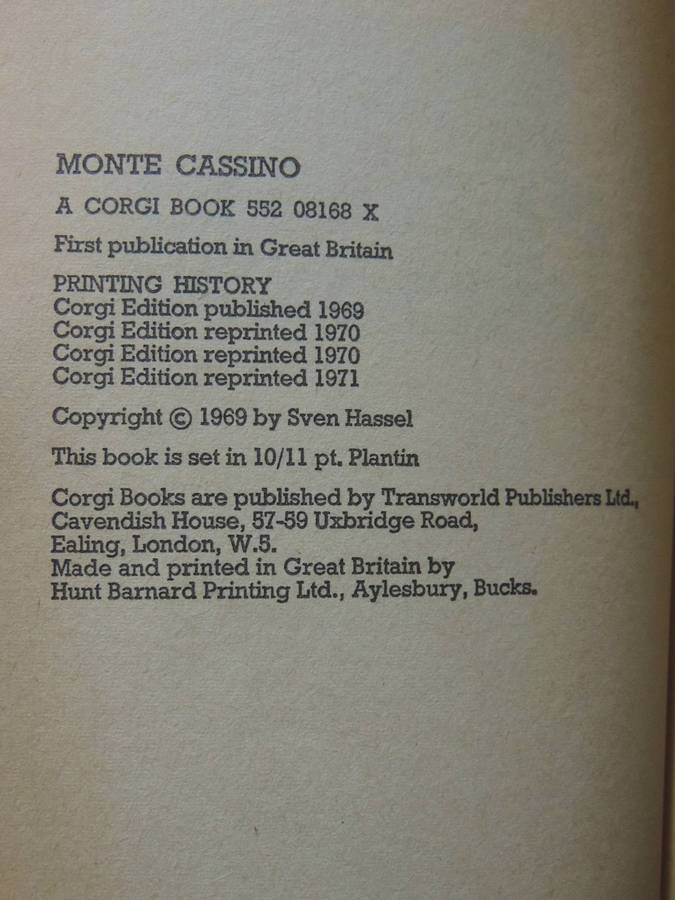 MONTE CASSINO
A CORGI BOOK 552 08168 X
First publication in Great Britain
PRINTING HISTORY
Corgi Edition published 1969
Corgi Edition reprinted 1970
Corgi Edition reprinted 1970
Corgi Edition reprinted 1971
Copyright © 1969 by Sven Hassel
This book is set in 10/11 pt. Plantin
Corgi Books are published by Transworld Publishers Ltd.,
Cavendish House, 57-59 Uxbridge Road,
Ealing, London, W.5.
Made and printed in Great Britain by
Hunt Barnard Printing Ltd., Aylesbury, Bucks.